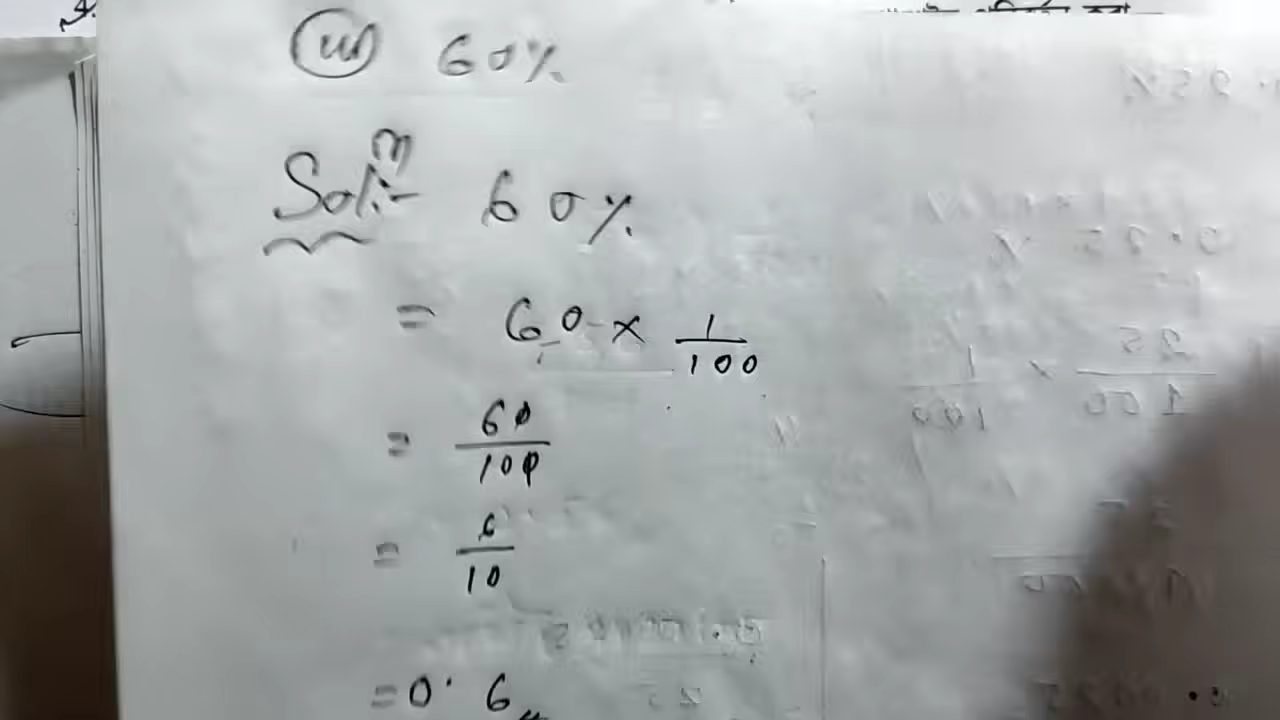 (iii) 60%
Solⁿ:- 60%
= 60 × 1/100
= 60/100
= 6/10
= 0.6